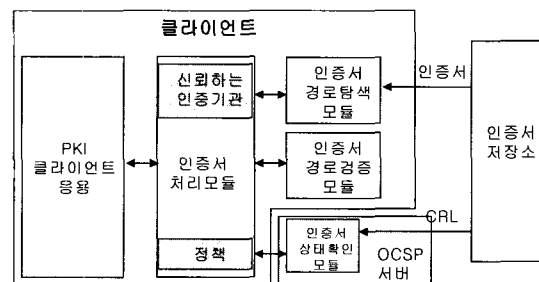 클라이언트
PKI
클라이언트
응용
신뢰하는
인증기관
인증서
처리모듈
정책
인증서
경로탐색
모듈
인증서
경로검증
모듈
인증서
상태확인
모듈
인증서
CRL
OCSP
서버
인증서
저장소